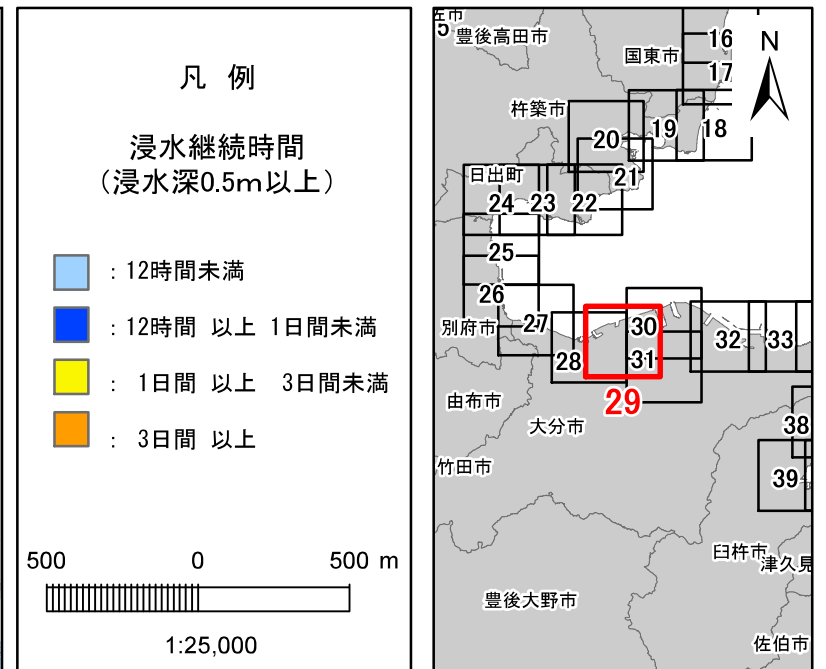 凡 例
浸水継続時間
（浸水深0.5m以上）
：12時間未満
：12時間 以上 1日間未満
： 1日間 以上 3日間未満
： 3日間 以上
500 0 500 m
1:25,000
佐市
5
豊後高田市
16
N
国東市
17
杵築市
19
18
20
日出町
21
24
23
22
25
26
別府市
27
30
32
33
28
31
29
由布市
大分市
38
竹田市
39
臼杵市
津久見
豊後大野市
佐伯市